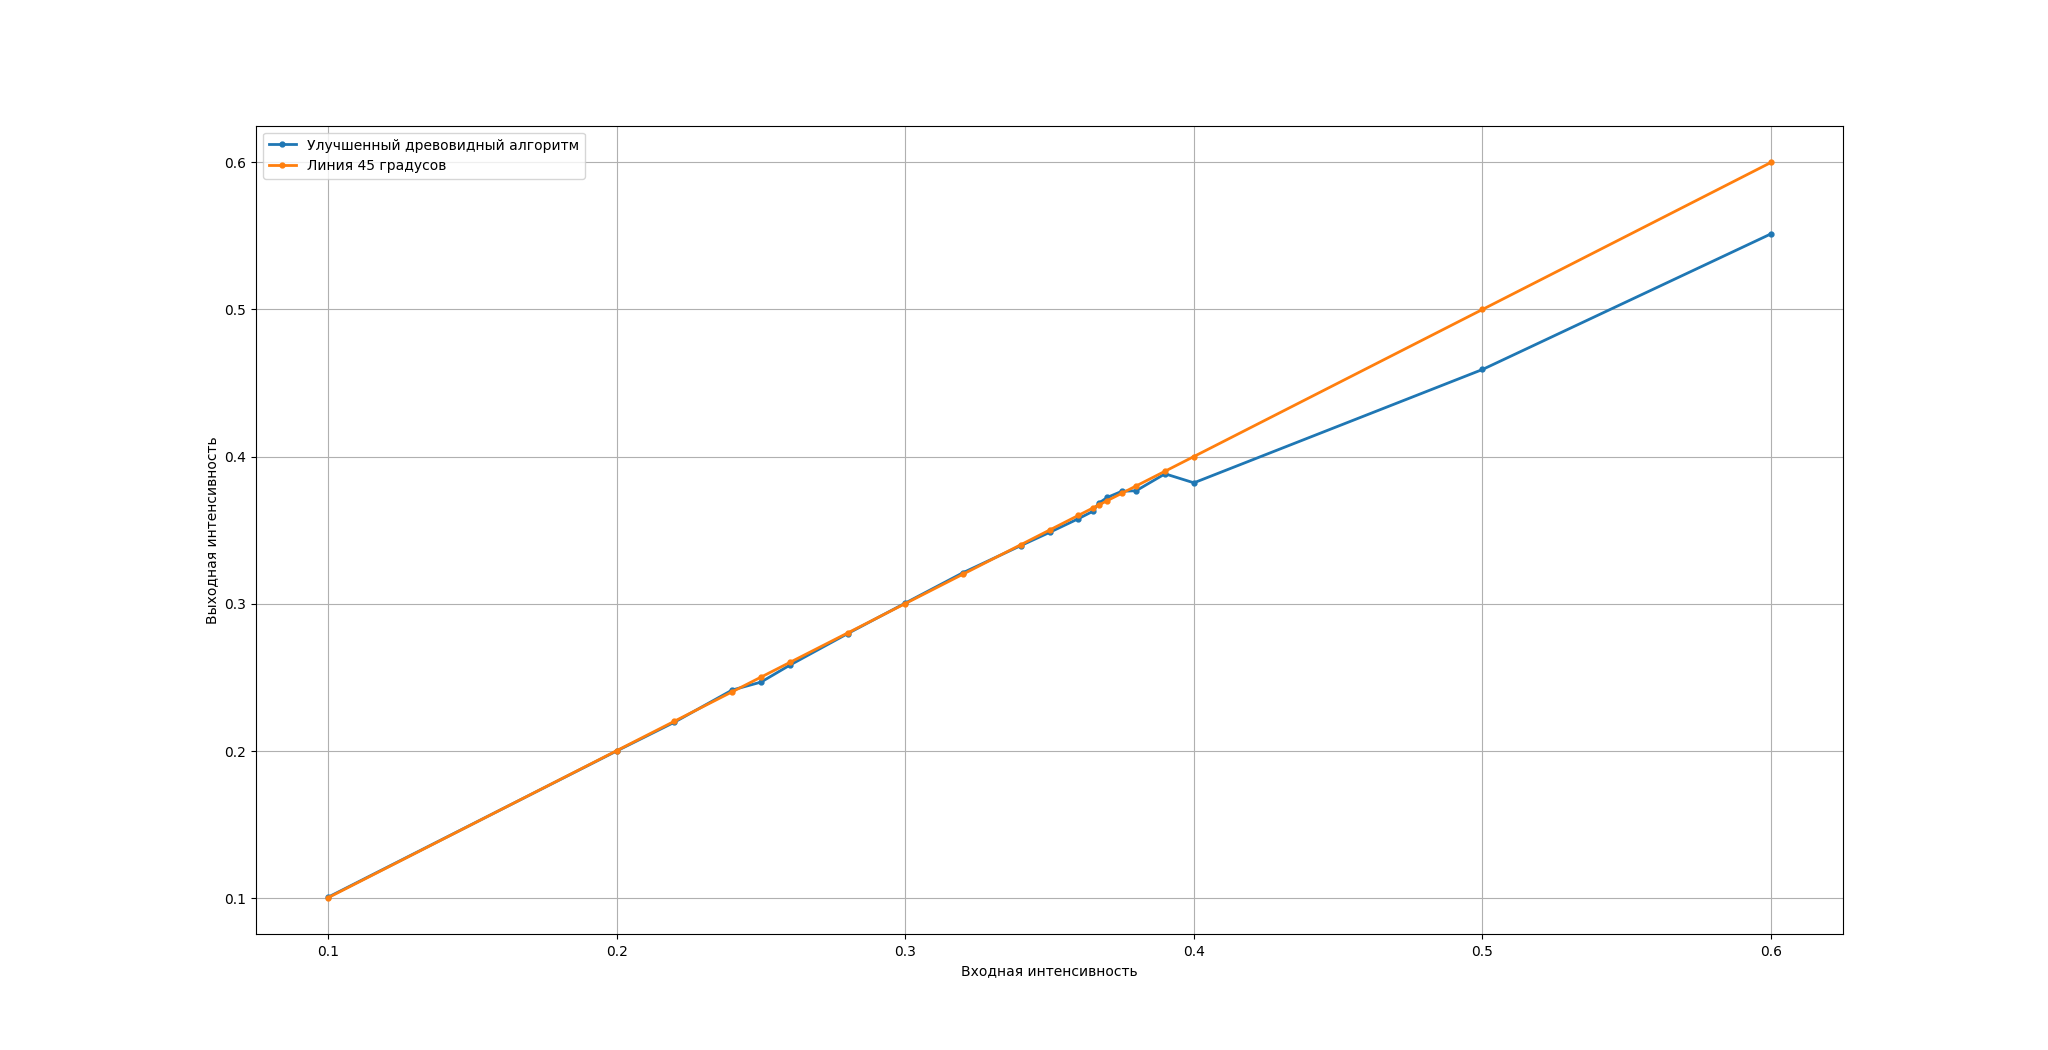 Улучшенный древовидный алгоритм
Линия 45 градусов
0.6
0.5
0.4
0.3
0.2
0.1
Выходная интенсивность
0.1 0.2 0.3 0.4 0.5 0.6
Входная интенсивность